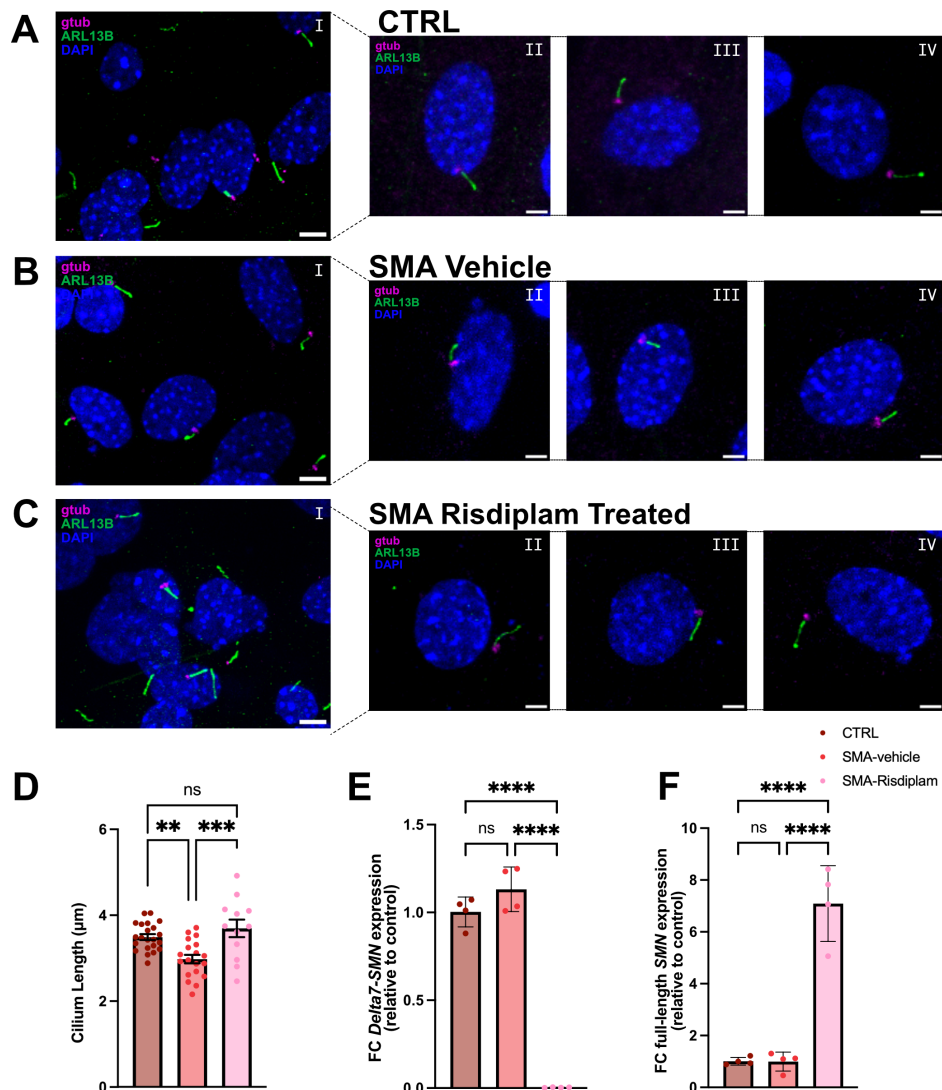 A
gtub
ARL13B
DAPI
I
CTRL
gtub
ARL13B
DAPI
II
III
IV
B
gtub
ARL13B
DAPI
I
SMA Vehicle
gtub
ARL13B
DAPI
II
III
IV
C
gtub
ARL13B
DAPI
I
SMA Risdiplam Treated
gtub
ARL13B
DAPI
II
III
IV
CTRL
SMA-vehicle
SMA-Risdiplam
D
ns
** ***
6
4
2
0
Cilium Length (µm)
E
****
ns ****
1.5
1.0
0.5
0.0
FC Delta7-SMN expression
(relative to control)
F
****
ns ****
10
8
6
4
2
0
FC full-length SMN expression
(relative to control)